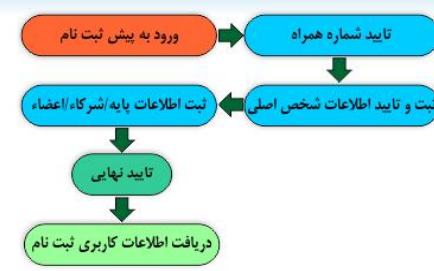 ورود به پیش ثبت نام
تایید شماره همراه
ثبت و تایید اطلاعات شخص اصلی
ثبت اطلاعات پایه/شرکاء/اعضاء
تایید نهایی
دریافت اطلاعات کاربری ثبت نام